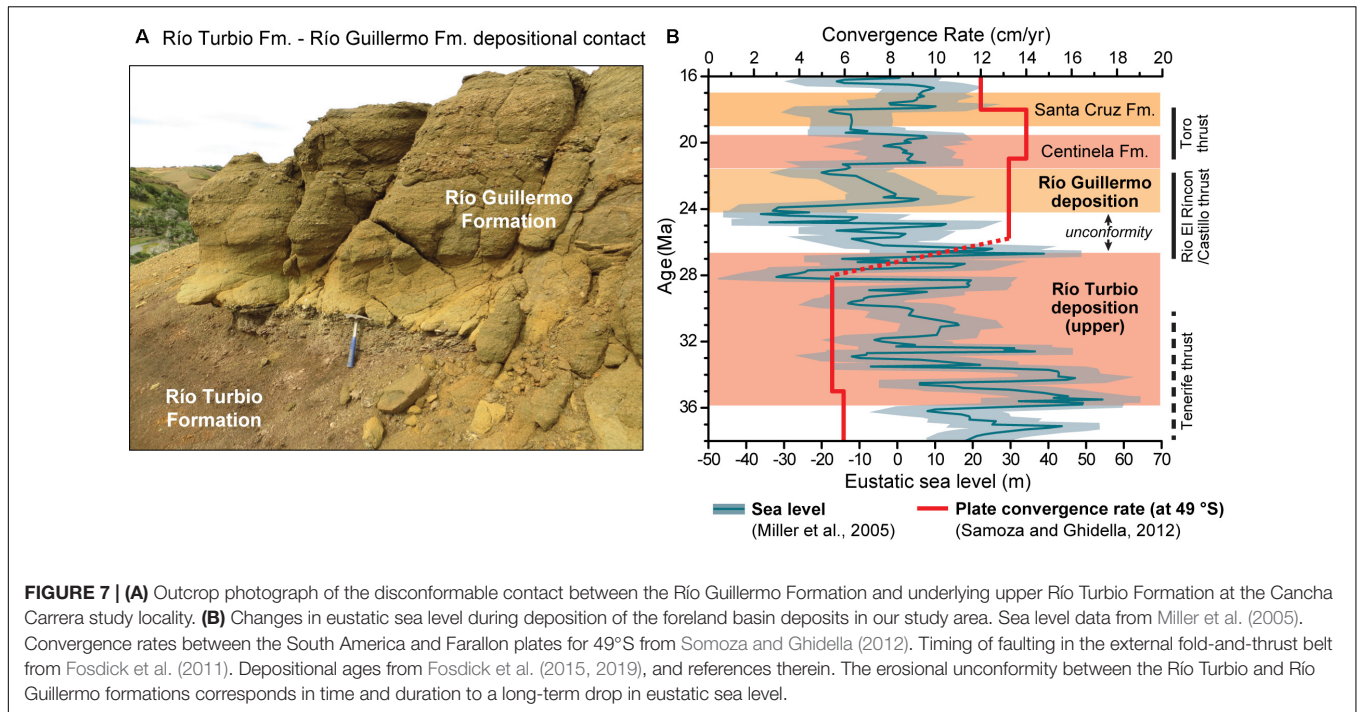 A Río Turbio Fm. - Río Guillermo Fm. depositional contact
Río Guillermo
Formation
Río Turbio
Formation
B
Convergence Rate (cm/yr)
0 2 4 6 8 10 12 14 16 18 20
16
20
24
28
32
36
Age(Ma)
Santa Cruz Fm.
Centinela Fm.
Río Guillermo
deposition
unconformity
Río Turbio
deposition
(upper)
Toro
thrust
Rio El Rincon
/Castillo thrust
Tenerife thrust
-50 -40 -30 -20 -10 0 10 20 30 40 50 60 70
Eustatic sea level (m)
Sea level
(Miller et al., 2005)
Plate convergence rate (at 49 °S)
(Samoza and Ghidella, 2012)
FIGURE 7 | (A) Outcrop photograph of the disconformable contact between the Río Guillermo Formation and underlying upper Río Turbio Formation at the Cancha
Carrera study locality. (B) Changes in eustatic sea level during deposition of the foreland basin deposits in our study area. Sea level data from Miller et al. (2005).
Convergence rates between the South America and Farallon plates for 49°S from Somoza and Ghidella (2012). Timing of faulting in the external fold-and-thrust belt
from Fosdick et al. (2011). Depositional ages from Fosdick et al. (2015, 2019), and references therein. The erosional unconformity between the Río Turbio and Río
Guillermo formations corresponds in time and duration to a long-term drop in eustatic sea level.